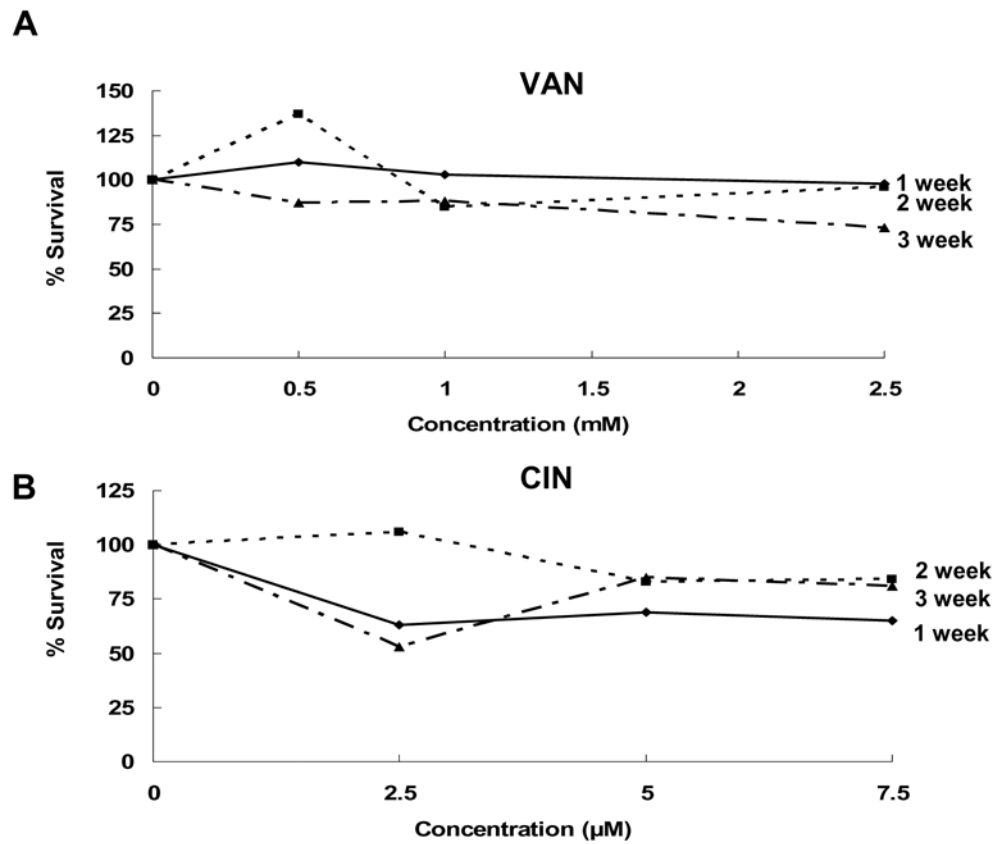 A
VAN
150
125
100
75
50
25
0
% Survival
1 week
2 week
3 week
0 0.5 1 1.5 2 2.5
Concentration (mM)
B
CIN
125
100
75
50
25
0
% Survival
2 week
3 week
1 week
0 2.5 5 7.5
Concentration (µM)